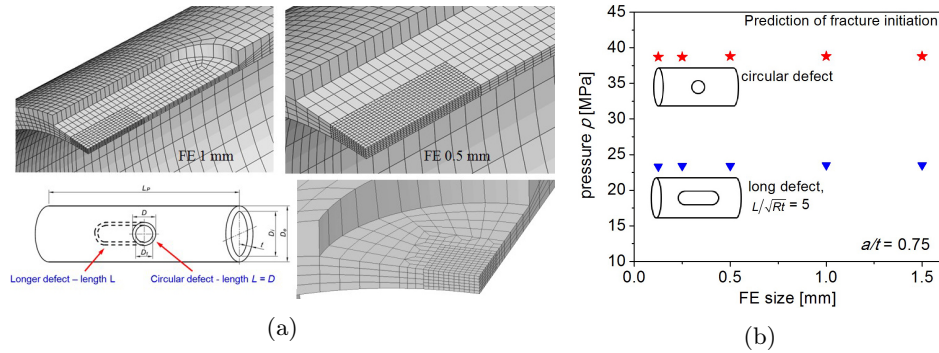 FE 1 mm
FE 0.5 mm
L_P
D
D_i
D_e
t
Longer defect – length L
Circular defect - length L = D
(a)
Prediction of fracture initiation
circular defect
long defect,
L/√Rt = 5
a/t = 0.75
pressure p [MPa]
45
40
35
30
25
20
15
10
0.0
0.5
1.0
1.5
FE size [mm]
(b)